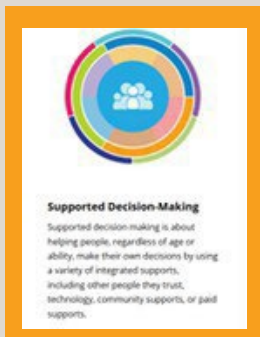 Supported Decision-Making
Supported decision making is about
helping people, regardless of age or
ability, make their own decisions by using
a variety of integrated supports,
including other people they trust,
technology, community supports, or paid
supports.